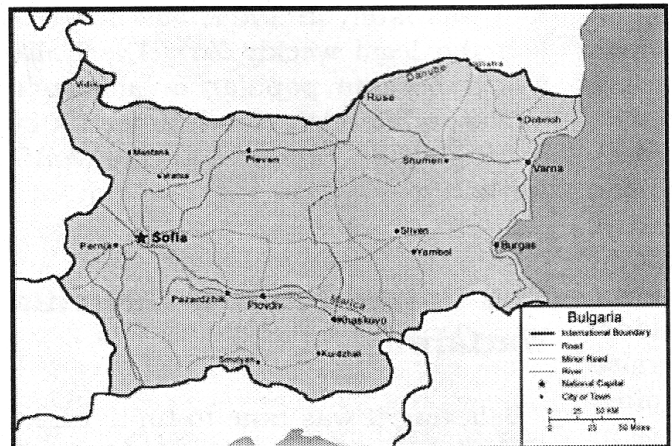 Danube
Vidin
Ruse
Dobrich
Montana
Vratsa
Pleven
Shumen
Varna
Sofia
Pernik
Sliven
Yambol
Burgas
Pazardzhik
Plovdiv
Marica
Khaskovo
Smolyan
Kurdzhali
Bulgaria
International Boundary
Road
Minor Road
River
National Capital
City or Town
0 25 50 KM
0 25 50 Miles